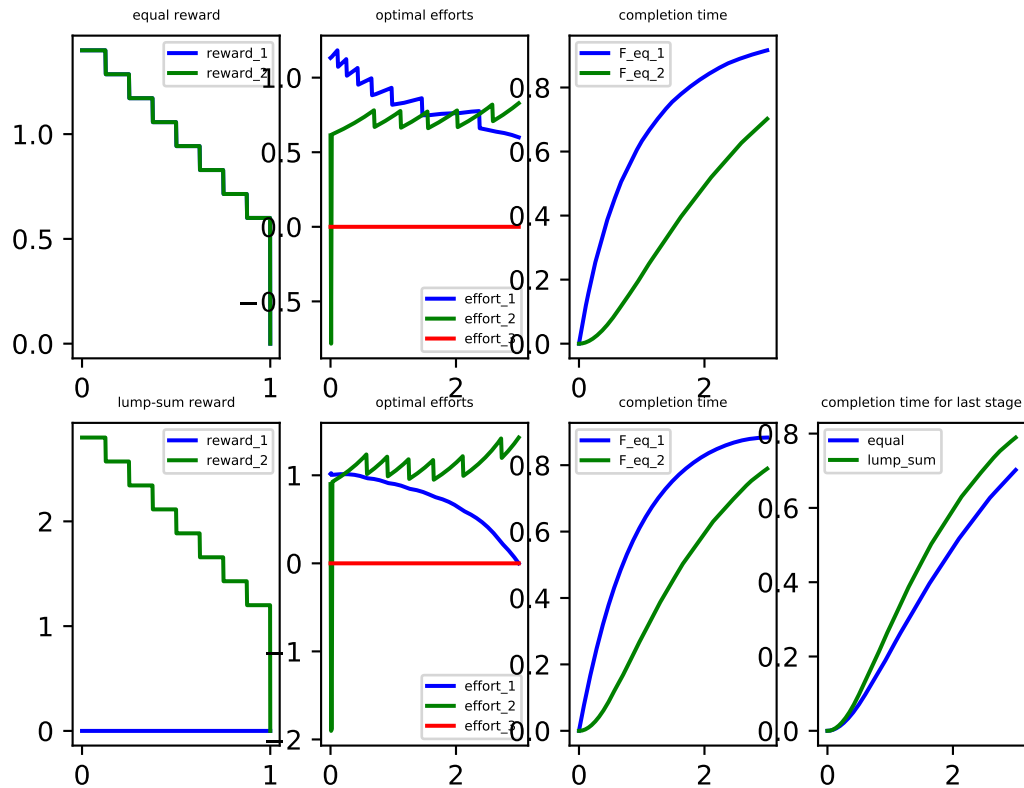 equal reward
optimal efforts
completion time
reward_1
reward_2
1.0
0.5
0.0
0
1
effort_1
effort_2
effort_3
1.0
0.5
0.0
−0.5
0
2
F_eq_1
F_eq_2
0.8
0.6
0.4
0.2
0.0
0
2
lump-sum reward
optimal efforts
completion time
completion time for last stage
reward_1
reward_2
2
1
0
0
1
effort_1
effort_2
effort_3
1
0
−1
−2
0
2
F_eq_1
F_eq_2
0.8
0.6
0.4
0.2
0.0
0
2
equal
lump_sum
0.8
0.6
0.4
0.2
0.0
0
2